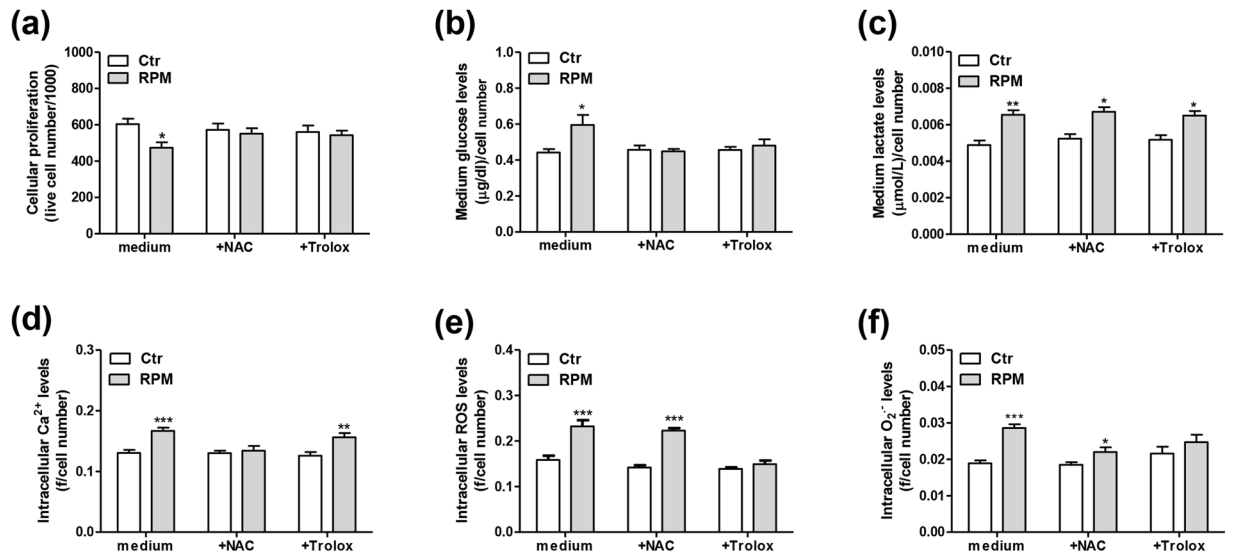 (a)
Cellular proliferation
(live cell number/1000)
1000
800
600
400
200
0
Ctr
RPM
*
medium +NAC +Trolox
(b)
Medium glucose levels
(μg/dl)/cell number
1.0
0.8
0.6
0.4
0.2
0.0
Ctr
RPM
*
medium +NAC +Trolox
(c)
Medium lactate levels
(μmol/L)/cell number
0.010
0.008
0.006
0.004
0.002
0.000
Ctr
RPM
** * *
medium +NAC +Trolox
(d)
Intracellular Ca²⁺ levels
(f/cell number)
0.3
0.2
0.1
0.0
Ctr
RPM
*** **
medium +NAC +Trolox
(e)
Intracellular ROS levels
(f/cell number)
0.4
0.3
0.2
0.1
0.0
Ctr
RPM
*** ***
medium +NAC +Trolox
(f)
Intracellular O₂·⁻ levels
(f/cell number)
0.05
0.04
0.03
0.02
0.01
0.00
Ctr
RPM
*** *
medium +NAC +Trolox